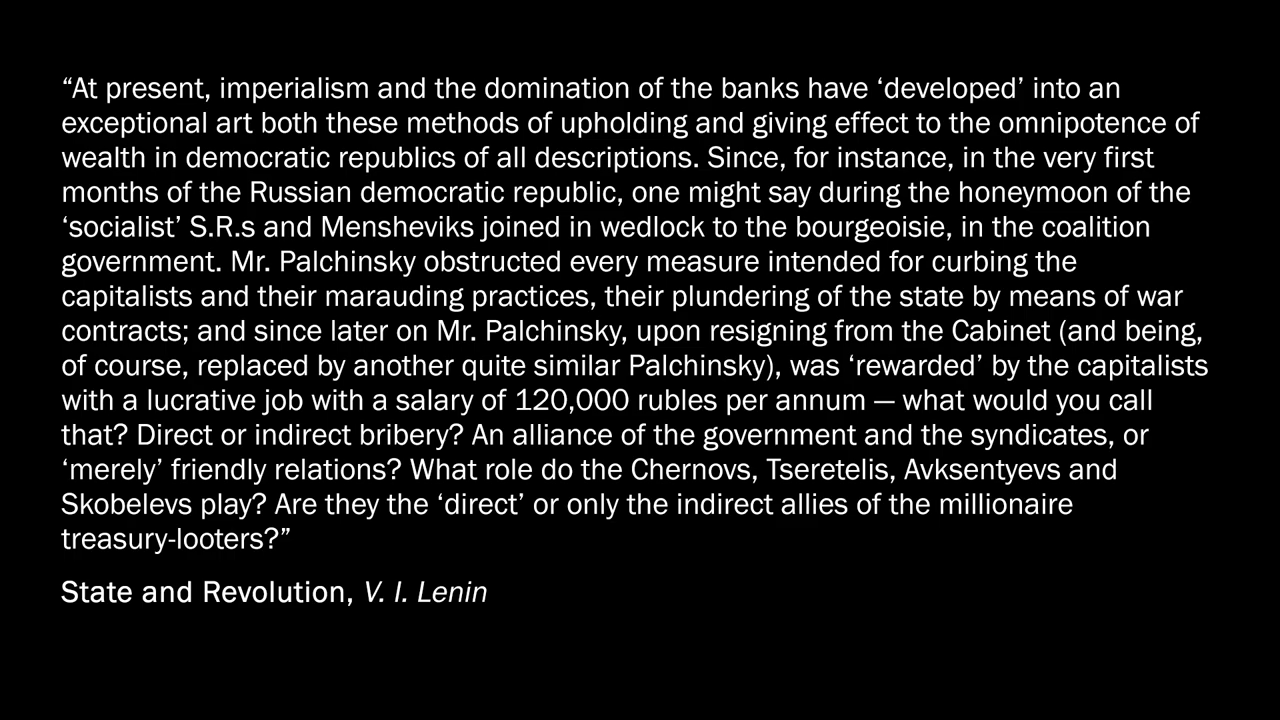 “At present, imperialism and the domination of the banks have ‘developed’ into an
exceptional art both these methods of upholding and giving effect to the omnipotence of
wealth in democratic republics of all descriptions. Since, for instance, in the very first
months of the Russian democratic republic, one might say during the honeymoon of the
‘socialist’ S.R.s and Mensheviks joined in wedlock to the bourgeoisie, in the coalition
government. Mr. Palchinsky obstructed every measure intended for curbing the
capitalists and their marauding practices, their plundering of the state by means of war
contracts; and since later on Mr. Palchinsky, upon resigning from the Cabinet (and being,
of course, replaced by another quite similar Palchinsky), was ‘rewarded’ by the capitalists
with a lucrative job with a salary of 120,000 rubles per annum — what would you call
that? Direct or indirect bribery? An alliance of the government and the syndicates, or
‘merely’ friendly relations? What role do the Chernovs, Tseretelis, Avksentyevs and
Skobelevs play? Are they the ‘direct’ or only the indirect allies of the millionaire
treasury-looters?”
State and Revolution, V. I. Lenin